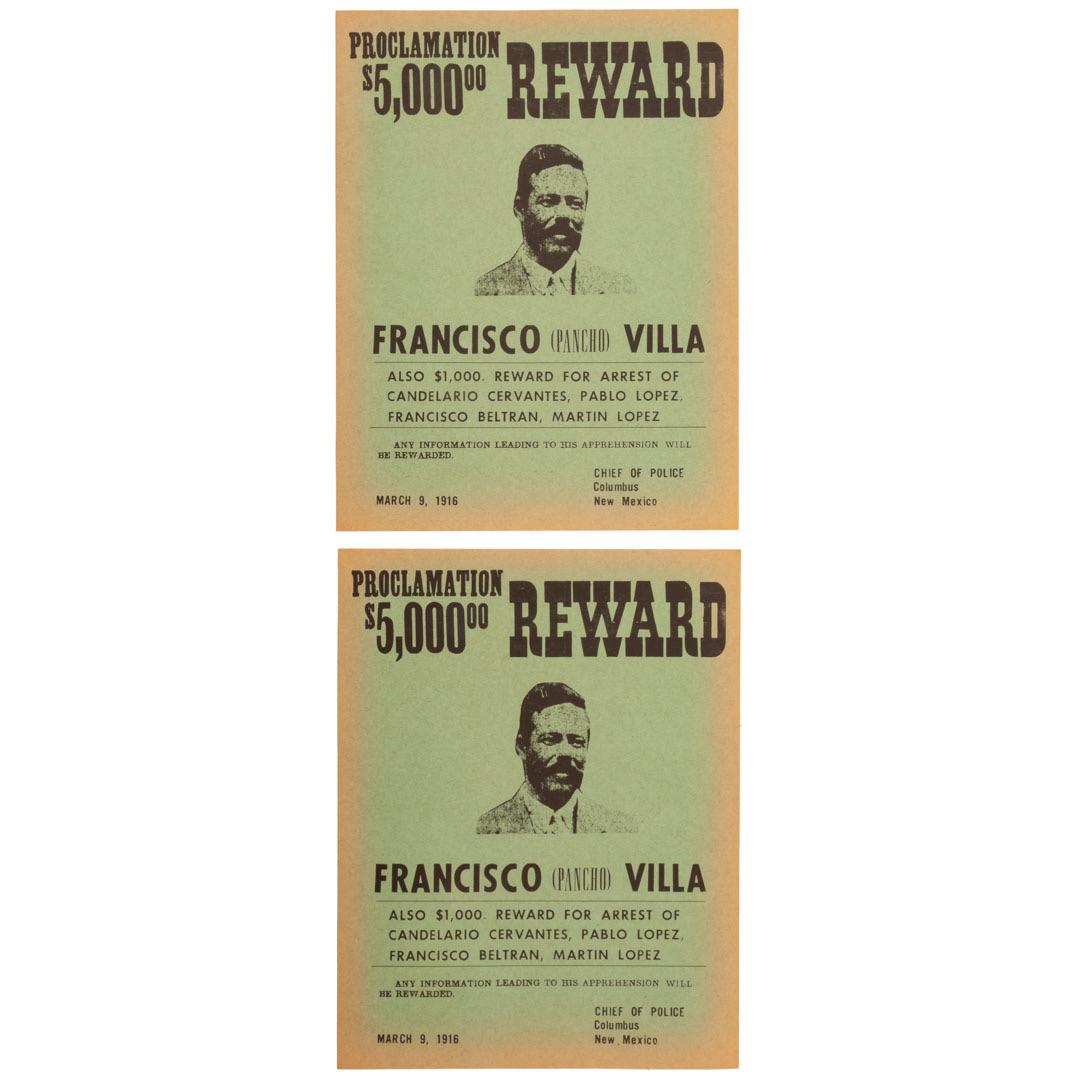 PROCLAMATION
$5,000⁰⁰ REWARD
FRANCISCO (PANCHO) VILLA
ALSO $1,000. REWARD FOR ARREST OF
CANDELARIO CERVANTES, PABLO LOPEZ,
FRANCISCO BELTRAN, MARTIN LOPEZ
ANY INFORMATION LEADING TO HIS APPREHENSION WILL
BE REWARDED.
CHIEF OF POLICE
Columbus
MARCH 9, 1916 New Mexico
PROCLAMATION
$5,000⁰⁰ REWARD
FRANCISCO (PANCHO) VILLA
ALSO $1,000. REWARD FOR ARREST OF
CANDELARIO CERVANTES, PABLO LOPEZ,
FRANCISCO BELTRAN, MARTIN LOPEZ
ANY INFORMATION LEADING TO HIS APPREHENSION WILL
BE REWARDED.
CHIEF OF POLICE
Columbus
MARCH 9, 1916 New Mexico